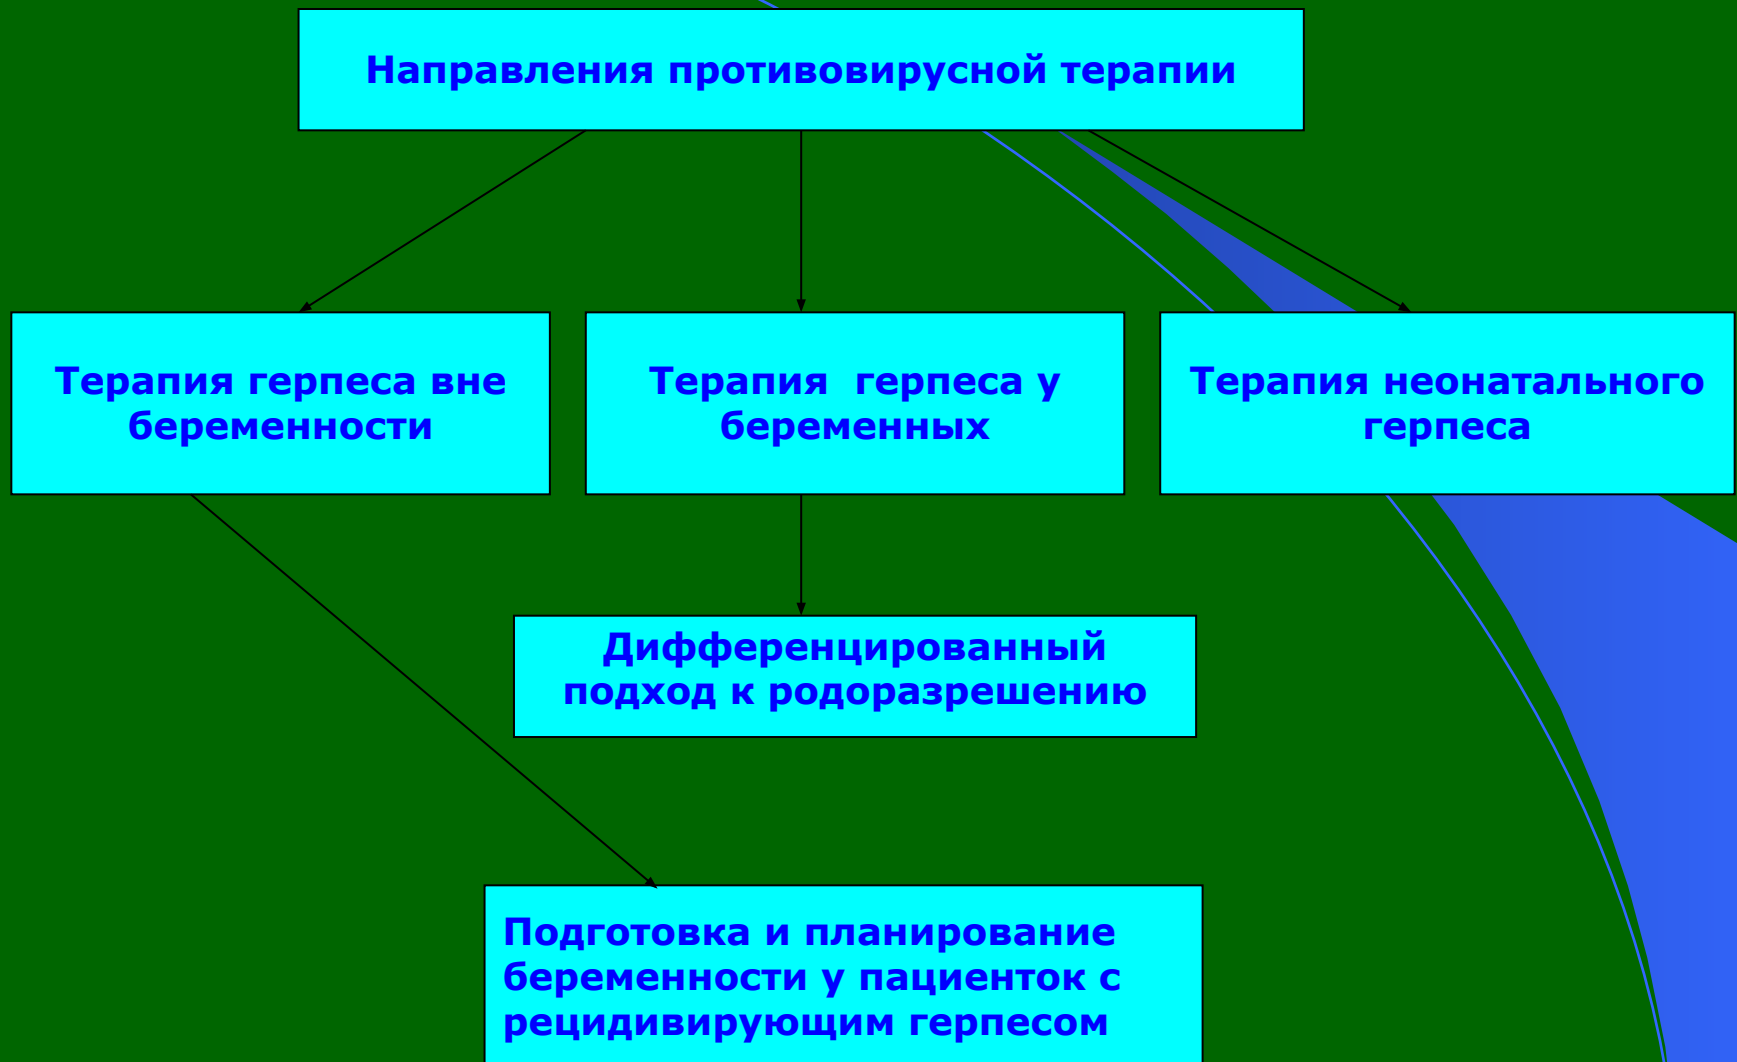 Направления противовирусной терапии
Терапия герпеса вне
беременности
Терапия  герпеса у
беременных
Терапия неонатального
герпеса
Дифференцированный
подход к родоразрешению
Подготовка и планирование
беременности у пациенток с
рецидивирующим герпесом